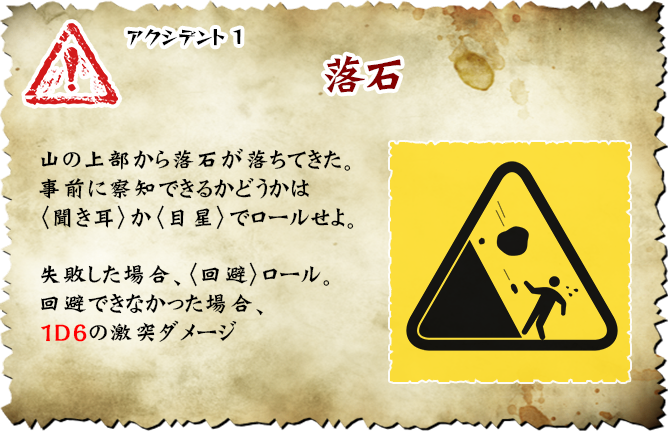 アクシデント1
落石
山の上部から落石が落ちてきた。
事前に察知できるかどうかは
〈聞き耳〉か〈目星〉でロールせよ。
失敗した場合、〈回避〉ロール。
回避できなかった場合、
1D6の激突ダメージ